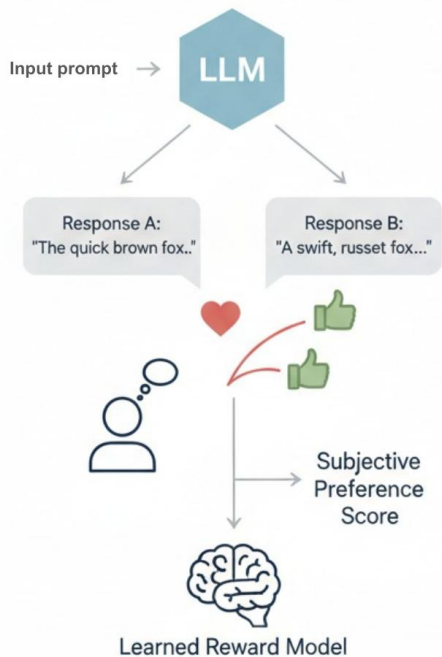 Input prompt
LLM
Response A:
"The quick brown fox.."
Response B:
"A swift, russet fox..."
Subjective
Preference
Score
Learned Reward Model